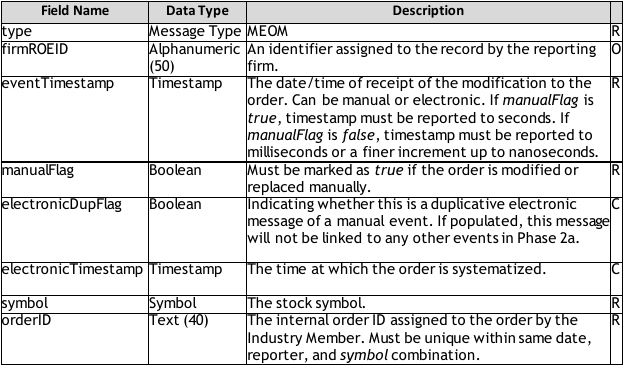 Field Name Data Type Description
type Message Type MEOM R
firmROEID Alphanumeric An identifier assigned to the record by the reporting O
(50) firm.
eventTimestamp Timestamp The date/time of receipt of the modification to the R
order. Can be manual or electronic. If manualFlag is
true, timestamp must be reported to seconds. If
manualFlag is false, timestamp must be reported to
milliseconds or a finer increment up to nanoseconds.
manualFlag Boolean Must be marked as true if the order is modified or R
replaced manually.
electronicDupFlag Boolean Indicating whether this is a duplicative electronic C
message of a manual event. If populated, this message
will not be linked to any other events in Phase 2a.
electronicTimestamp Timestamp The time at which the order is systematized. C
symbol Symbol The stock symbol. R
orderID Text (40) The internal order ID assigned to the order by the R
Industry Member. Must be unique within same date,
reporter, and symbol combination.